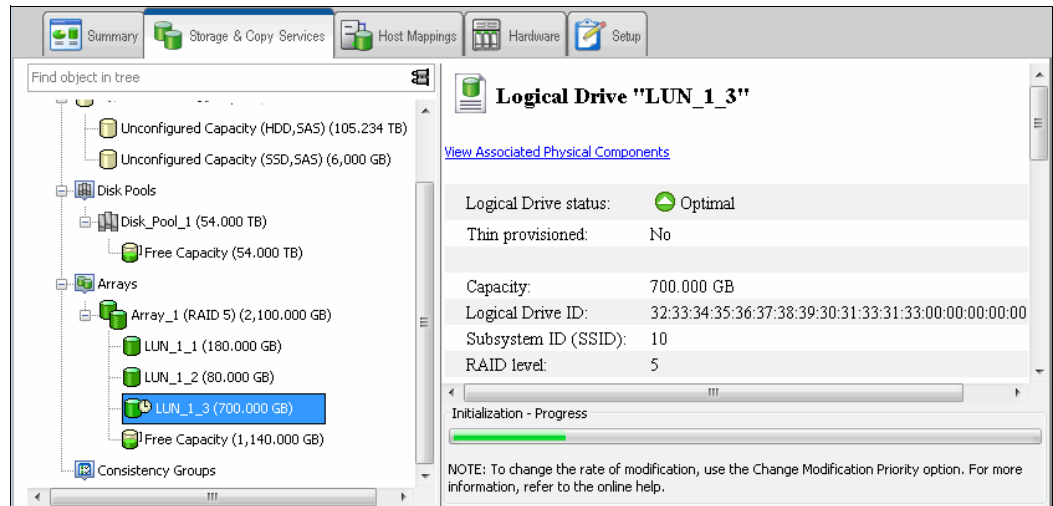 Summary
Storage & Copy Services
Host Mappings
Hardware
Setup
Find object in tree
Unconfigured Capacity (HDD,SAS) (105.234 TB)
Unconfigured Capacity (SSD,SAS) (6,000 GB)
Disk Pools
Disk_Pool_1 (54.000 TB)
Free Capacity (54.000 TB)
Arrays
Array_1 (RAID 5) (2,100.000 GB)
LUN_1_1 (180.000 GB)
LUN_1_2 (80.000 GB)
LUN_1_3 (700.000 GB)
Free Capacity (1,140.000 GB)
Consistency Groups
Logical Drive "LUN_1_3"
View Associated Physical Components
Logical Drive status: Optimal
Thin provisioned: No
Capacity: 700.000 GB
Logical Drive ID: 32:33:34:35:36:37:38:39:30:31:33:31:33:00:00:00:00:00
Subsystem ID (SSID): 10
RAID level: 5
Initialization - Progress
NOTE: To change the rate of modification, use the Change Modification Priority option. For more
information, refer to the online help.